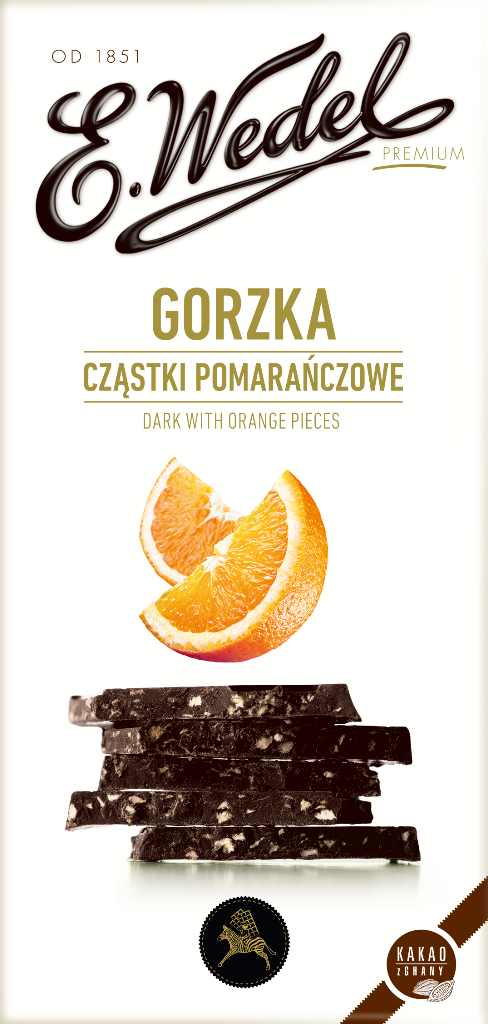 OD 1851
E.Wedel
PREMIUM
GORZKA
CZĄSTKI POMARAŃCZOWE
DARK WITH ORANGE PIECES
KAKAO
Z GHANY